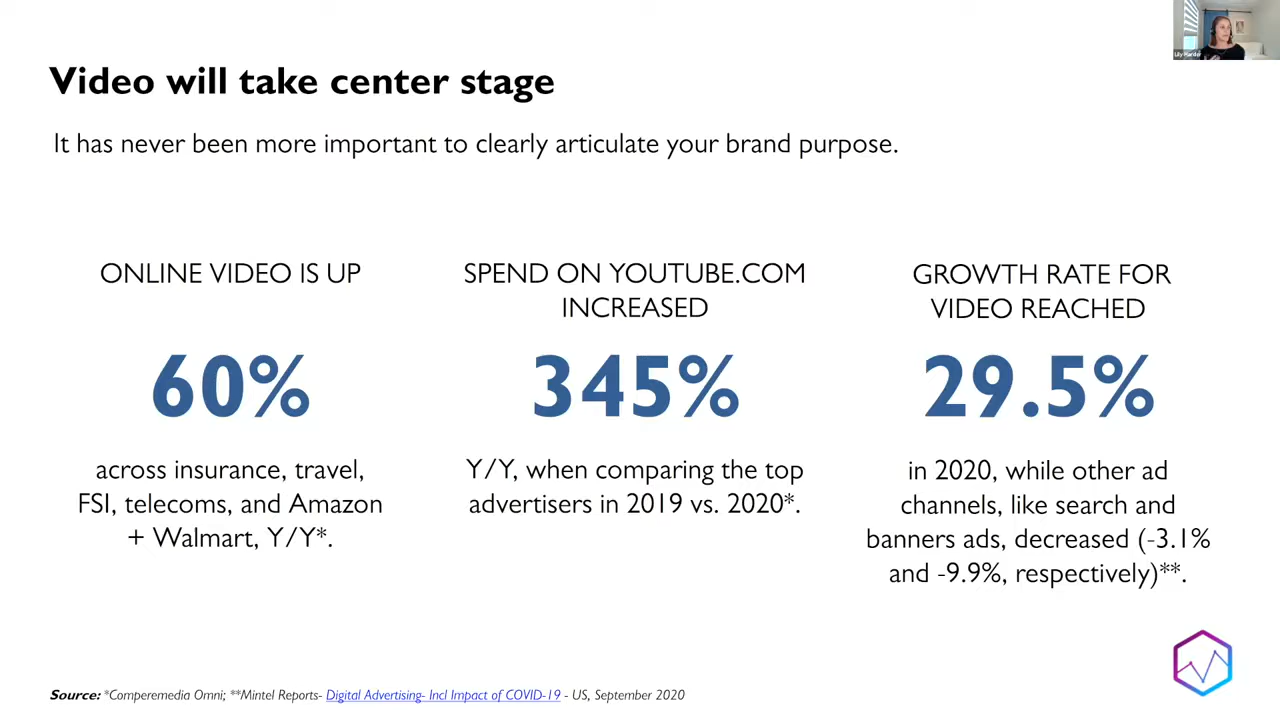 Lily Harder
Video will take center stage
It has never been more important to clearly articulate your brand purpose.
ONLINE VIDEO IS UP
60%
across insurance, travel,
FSI, telecoms, and Amazon
+ Walmart, Y/Y*.
SPEND ON YOUTUBE.COM
INCREASED
345%
Y/Y, when comparing the top
advertisers in 2019 vs. 2020*.
GROWTH RATE FOR
VIDEO REACHED
29.5%
in 2020, while other ad
channels, like search and
banners ads, decreased (-3.1%
and -9.9%, respectively)**.
Source: *Comperemedia Omni; **Mintel Reports- Digital Advertising- Incl Impact of COVID-19 - US, September 2020